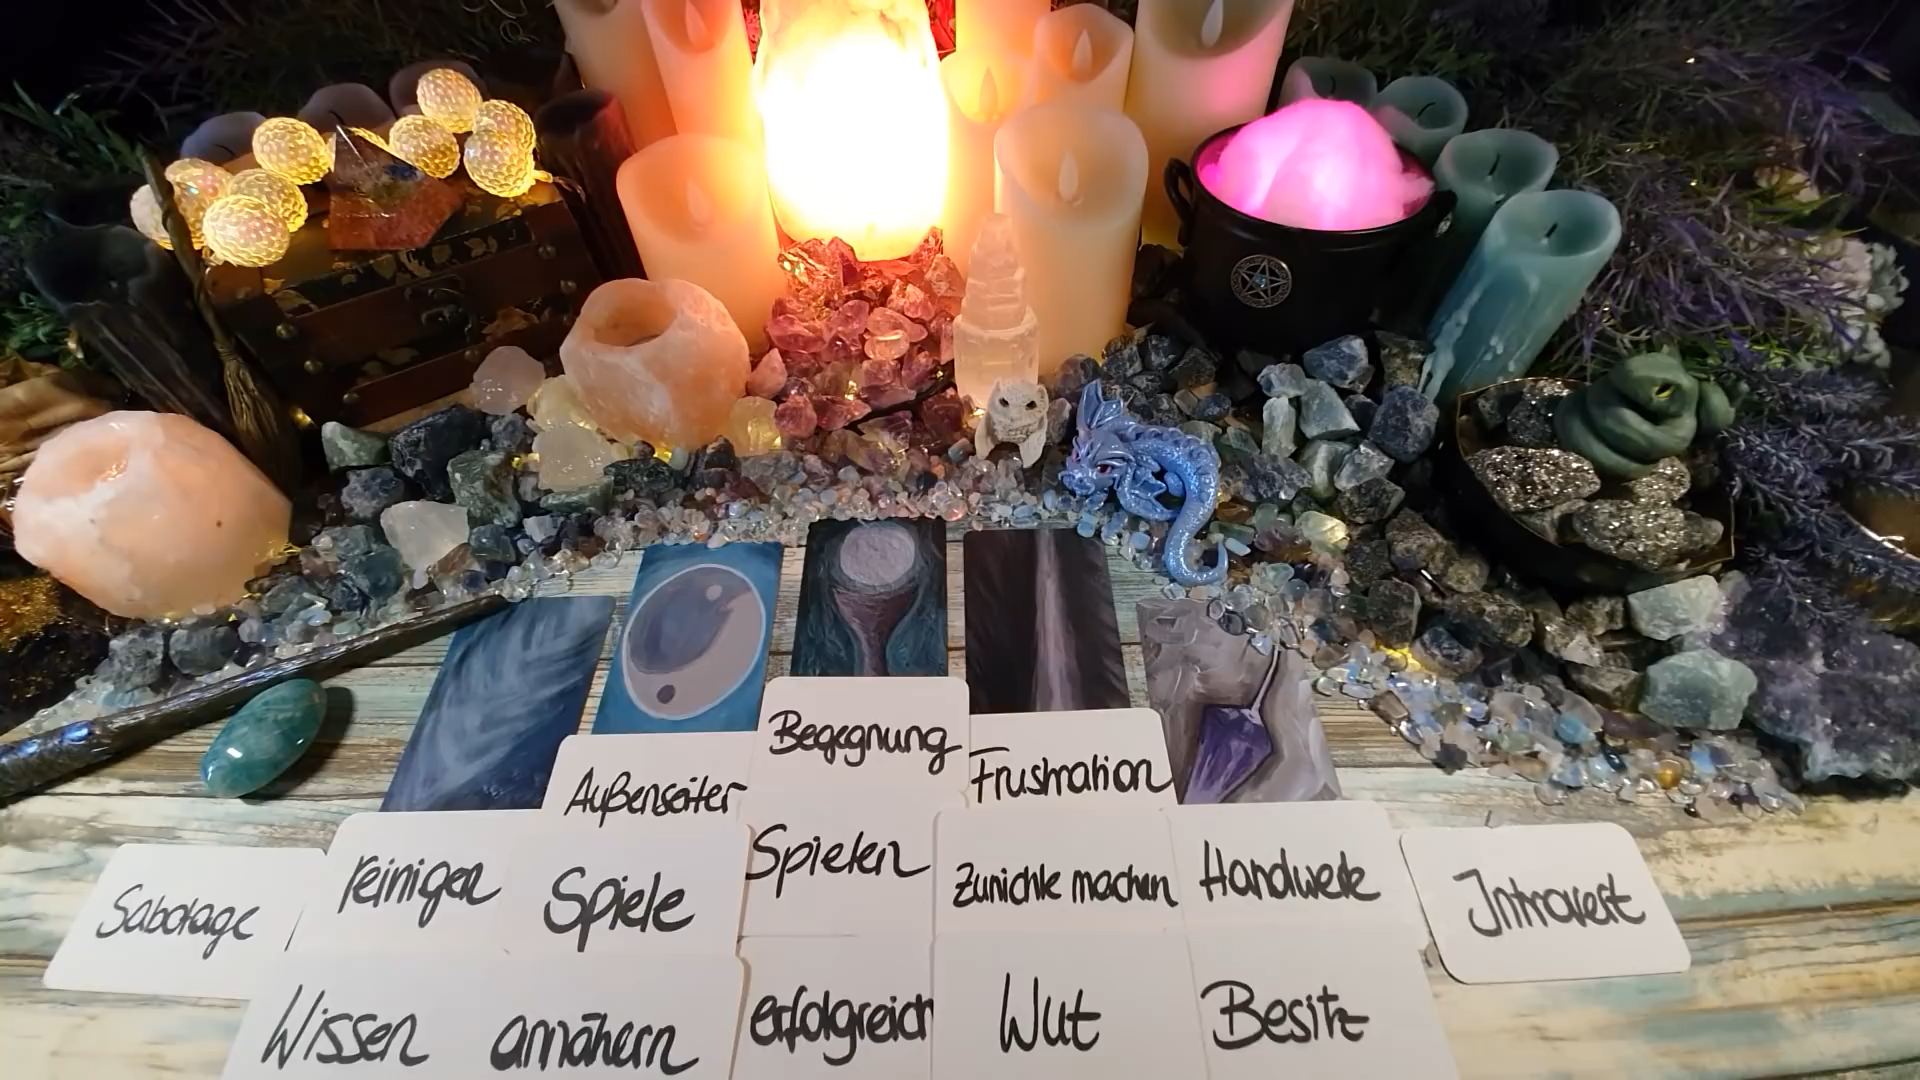 Begegnung
Außenseiter
Frustration
Sabotage
reinigen
Spiele
Spielen
Zunichte machen
Handwerk
Introvert
Wissen
annähern
erfolgreich
Wut
Besitz